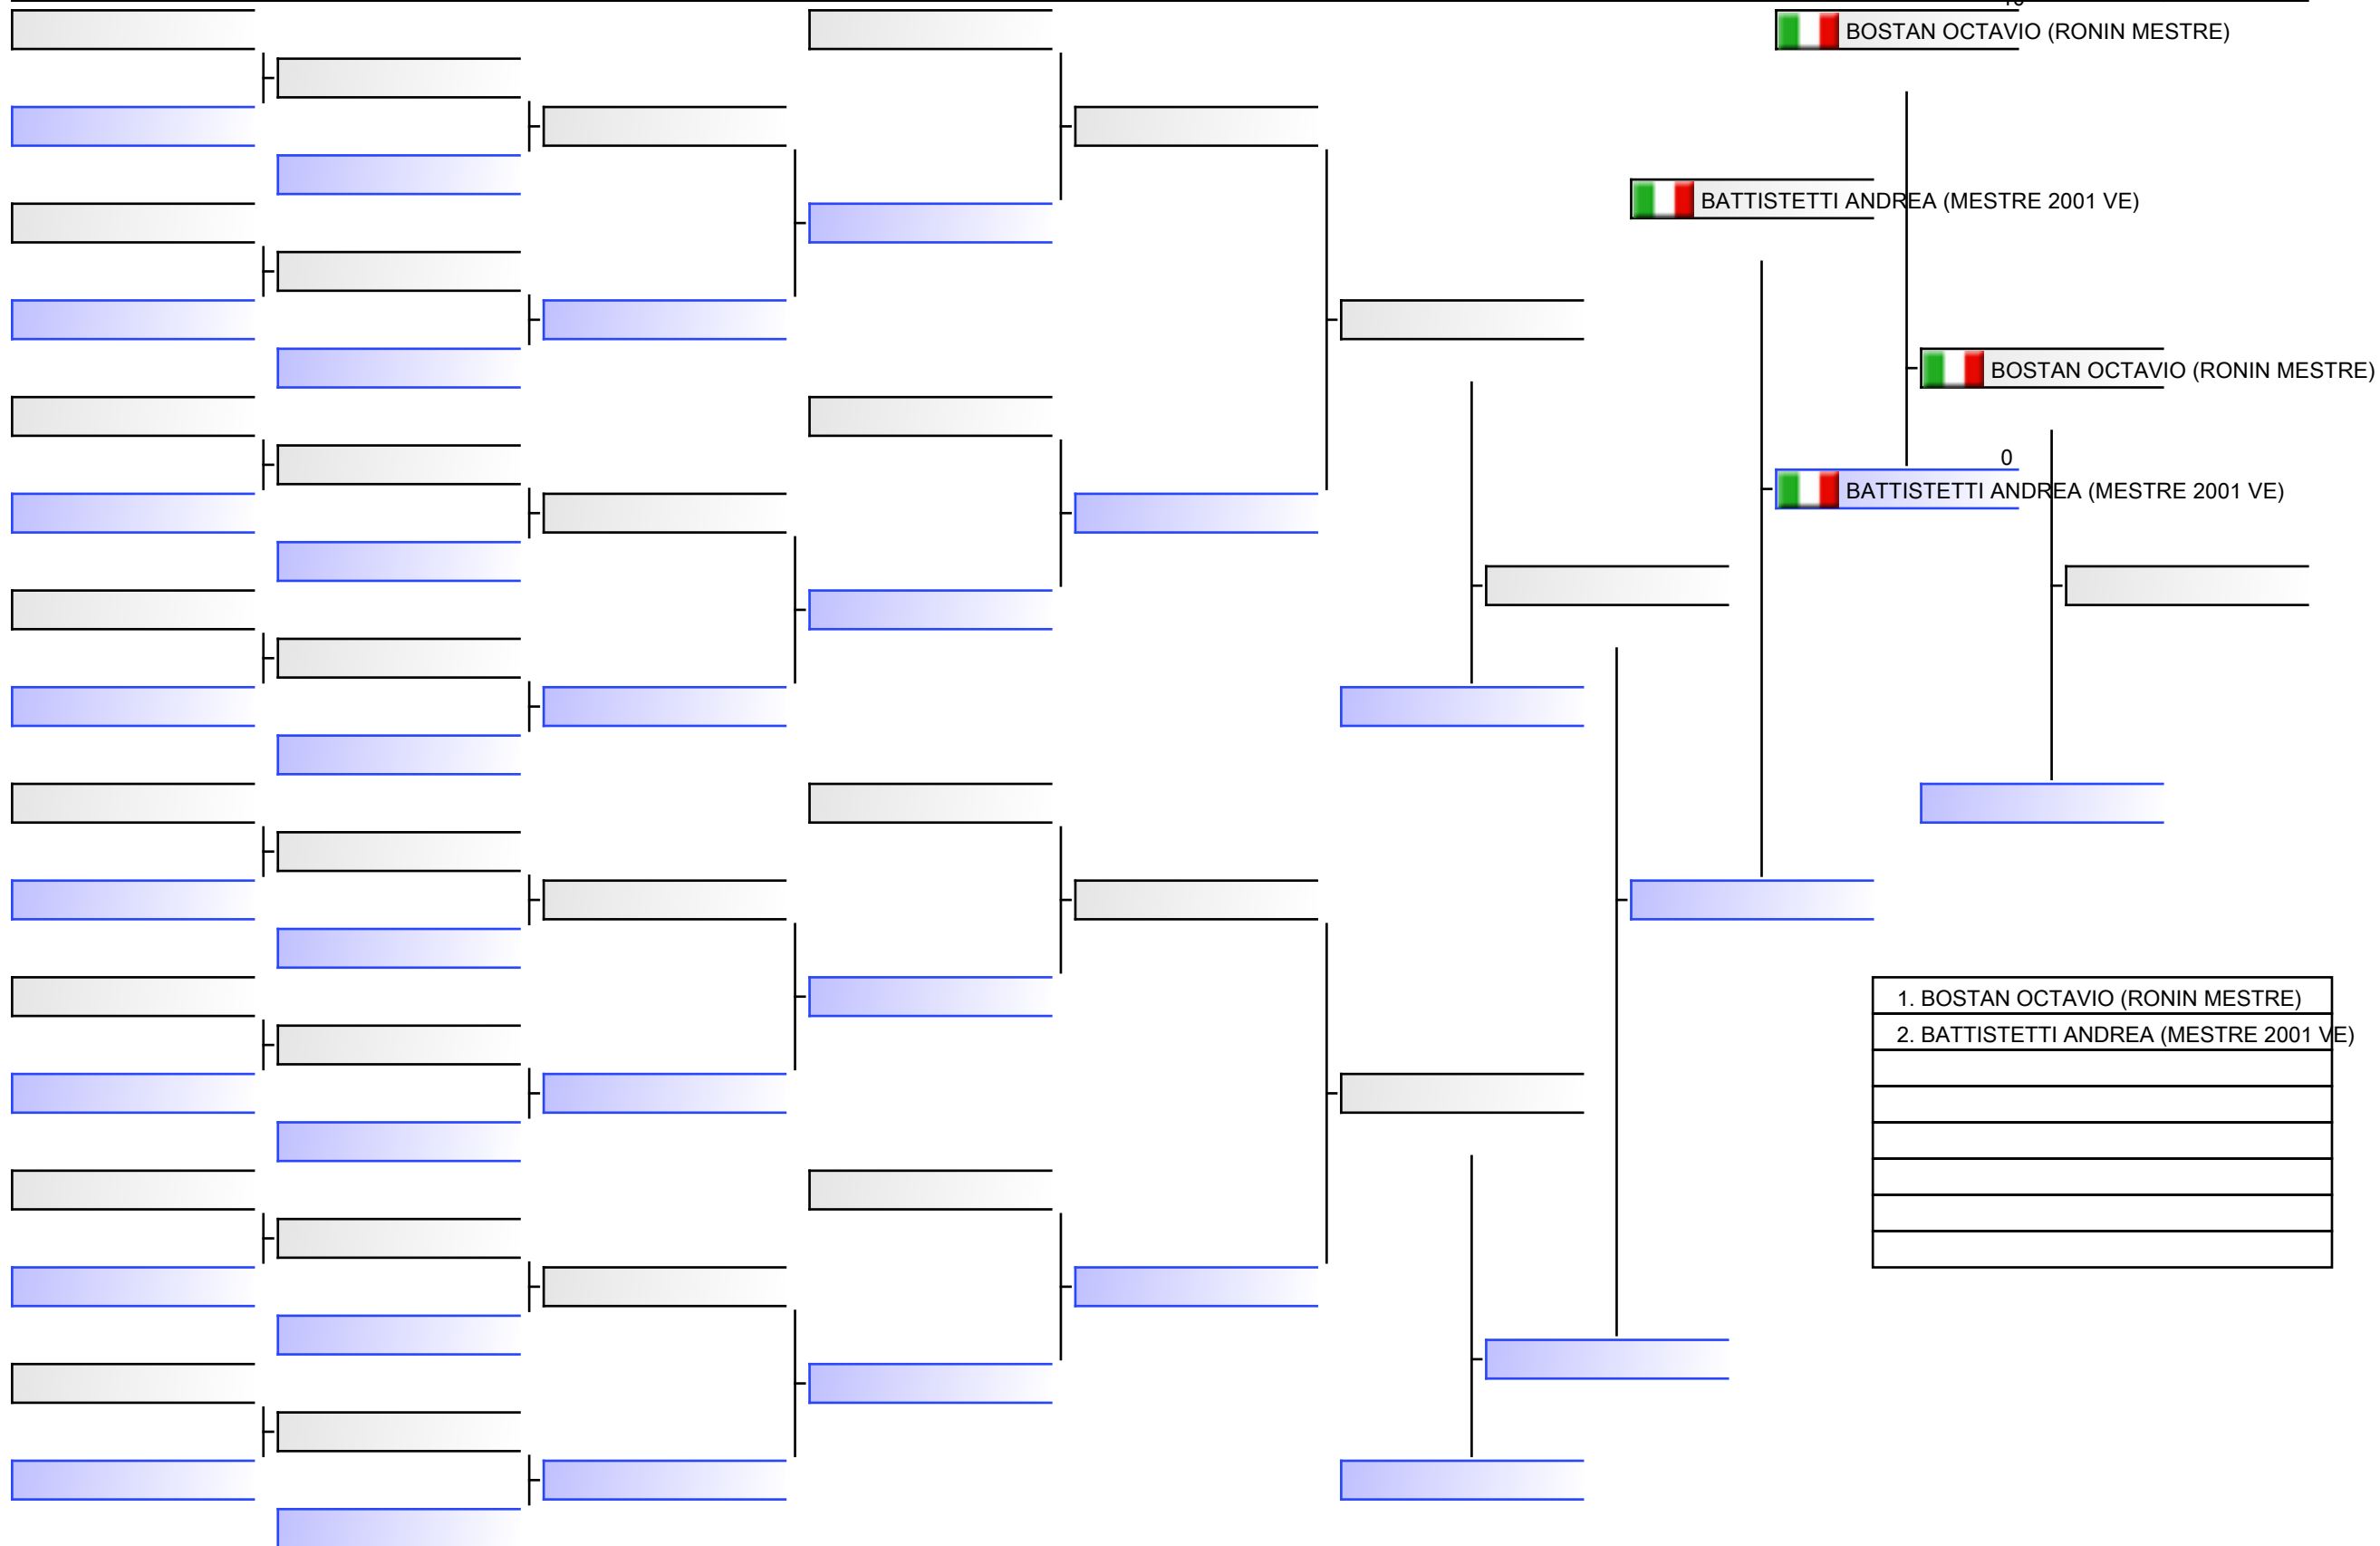 BOSTAN OCTAVIO (RONIN MESTRE)
BATTISTETTI ANDREA (MESTRE 2001 VE)
BOSTAN OCTAVIO (RONIN MESTRE)
0
BATTISTETTI ANDREA (MESTRE 2001 VE)
1. BOSTAN OCTAVIO (RONIN MESTRE)
2. BATTISTETTI ANDREA (MESTRE 2001 VE)